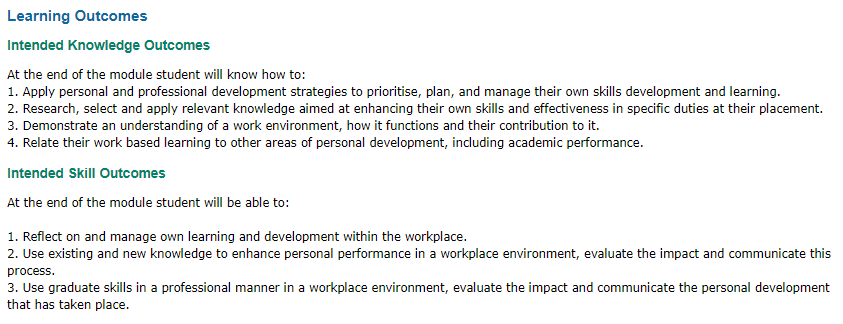 Learning Outcomes
Intended Knowledge Outcomes
At the end of the module student will know how to:
1. Apply personal and professional development strategies to prioritise, plan, and manage their own skills development and learning.
2. Research, select and apply relevant knowledge aimed at enhancing their own skills and effectiveness in specific duties at their placement.
3. Demonstrate an understanding of a work environment, how it functions and their contribution to it.
4. Relate their work based learning to other areas of personal development, including academic performance.
Intended Skill Outcomes
At the end of the module student will be able to:
1. Reflect on and manage own learning and development within the workplace.
2. Use existing and new knowledge to enhance personal performance in a workplace environment, evaluate the impact and communicate this
process.
3. Use graduate skills in a professional manner in a workplace environment, evaluate the impact and communicate the personal development
that has taken place.